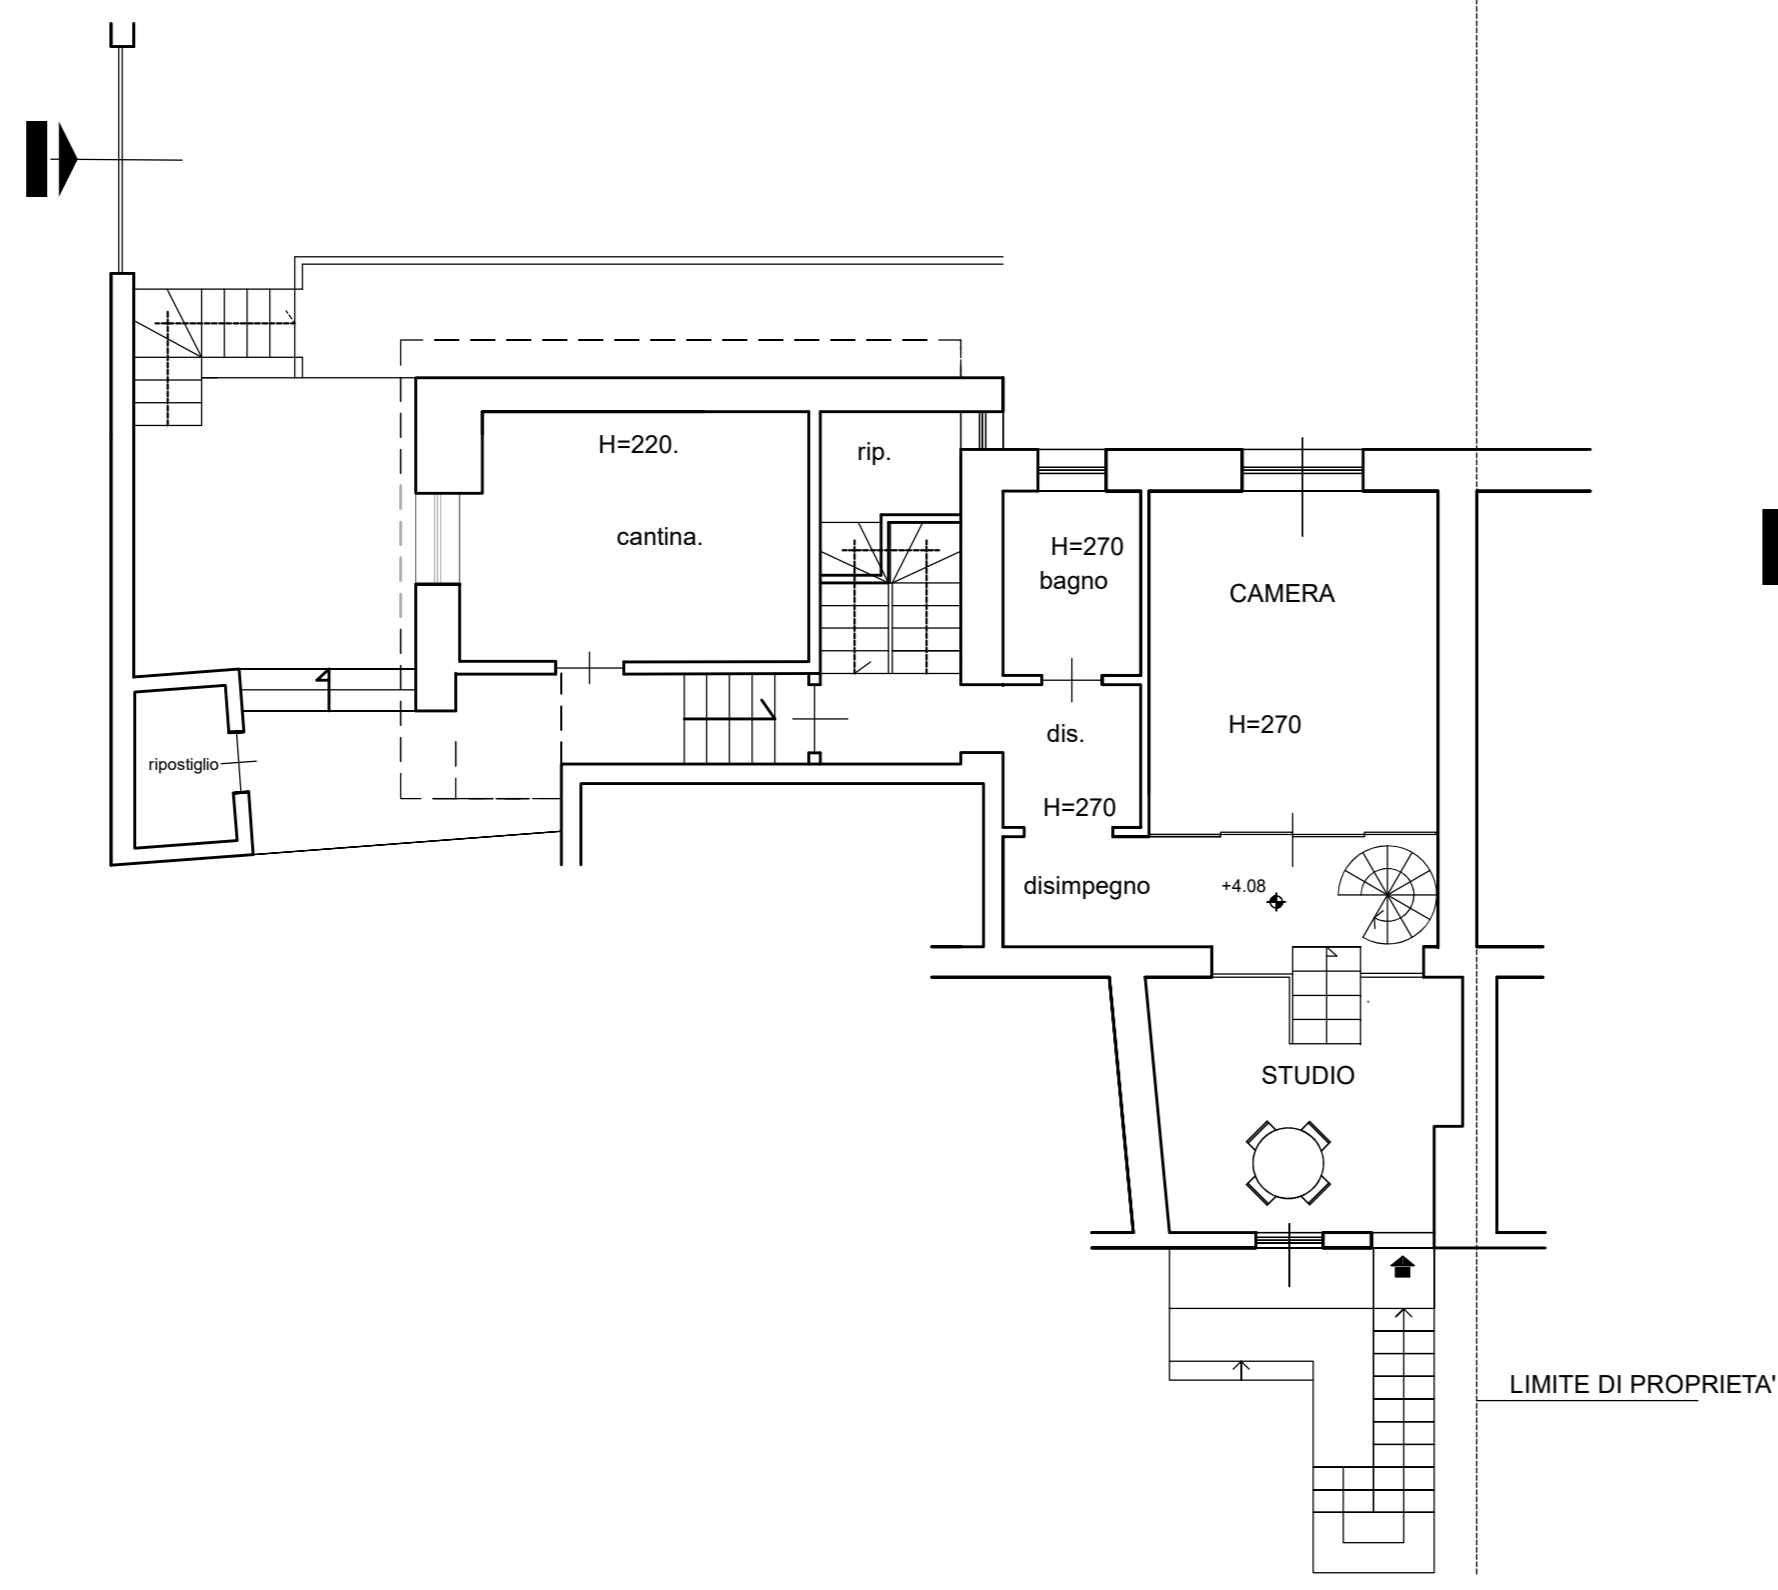 H=220.
rip.
cantina.
H=270
bagno
CAMERA
H=270
dis.
ripostiglio
H=270
disimpegno
+4.08
STUDIO
LIMITE DI PROPRIETA'